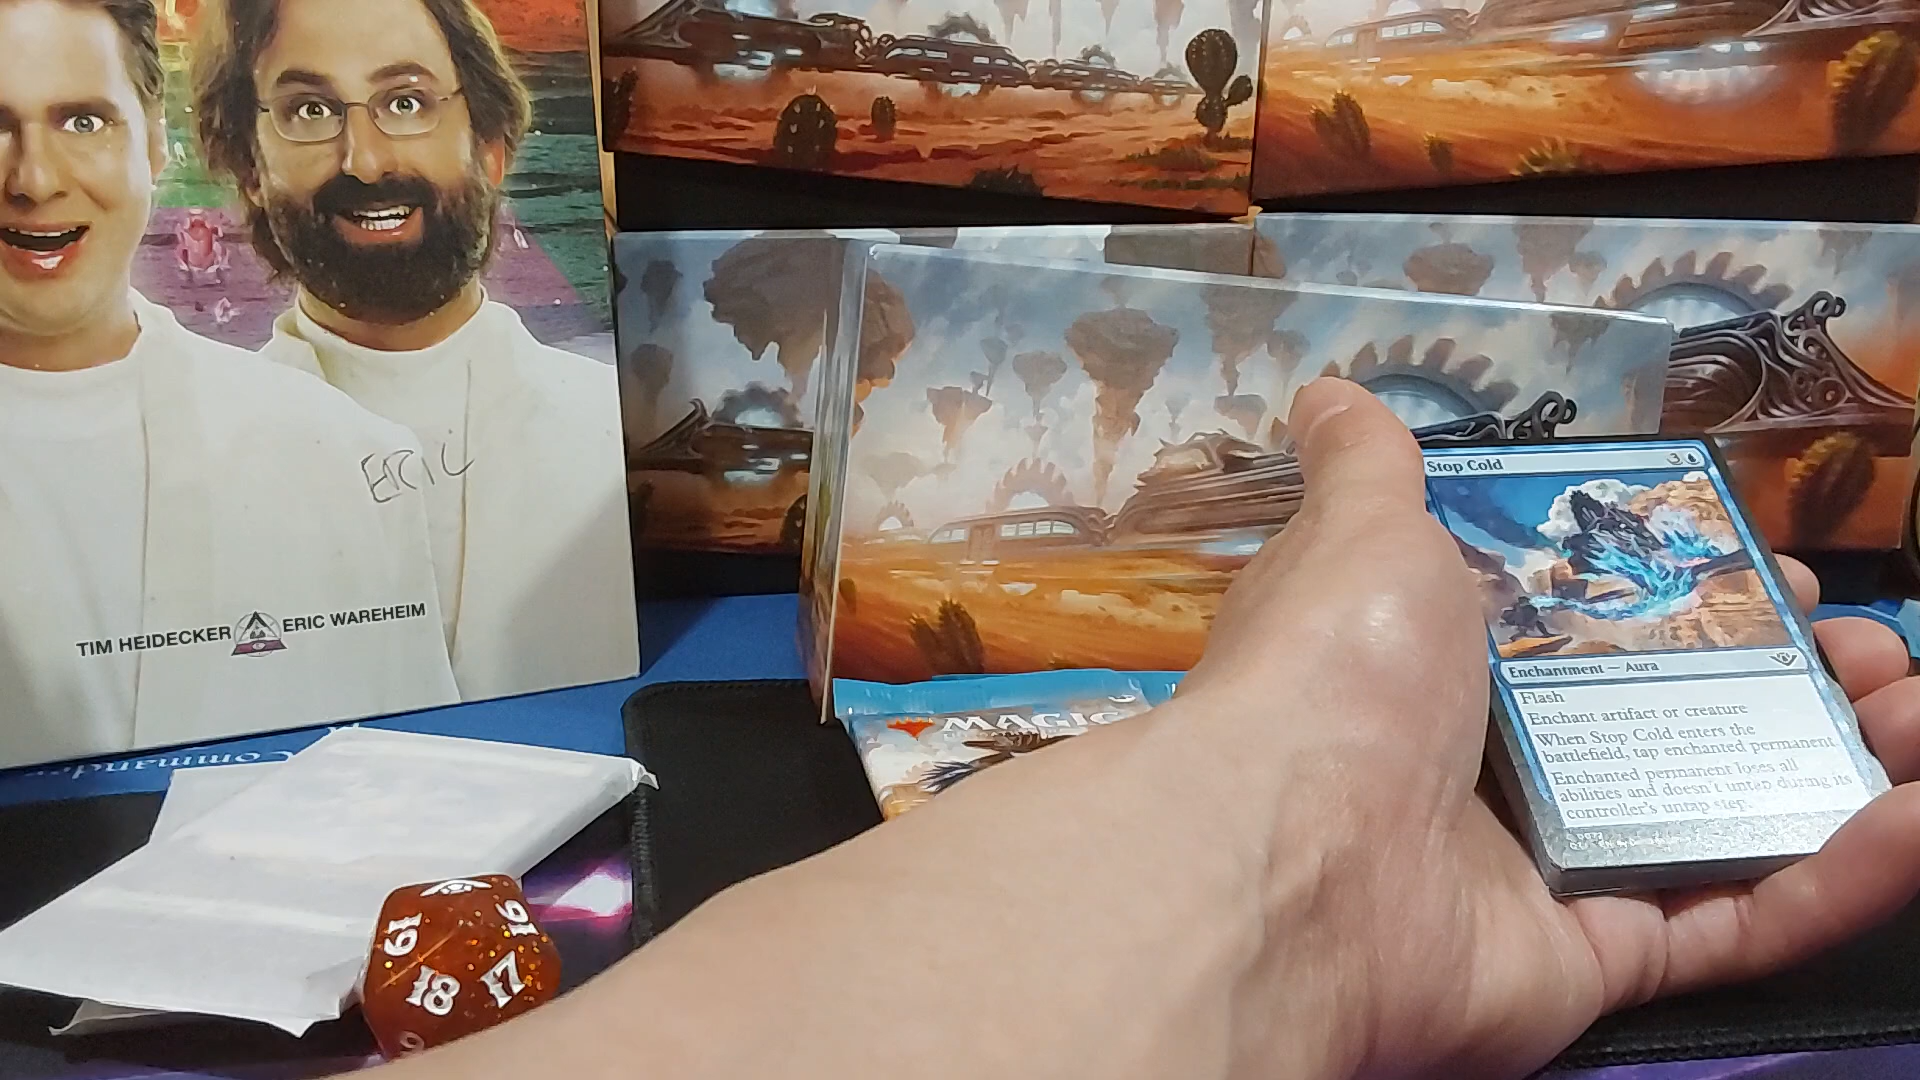 ERIC
TIM HEIDECKER ERIC WAREHEIM
ommander
MAGIC
19
16
18
17
Stop Cold 3
Enchantment — Aura
Flash
Enchant artifact or creature
When Stop Cold enters the
battlefield, tap enchanted permanent.
Enchanted permanent loses all
abilities and doesn't untap during its
controller's untap step.